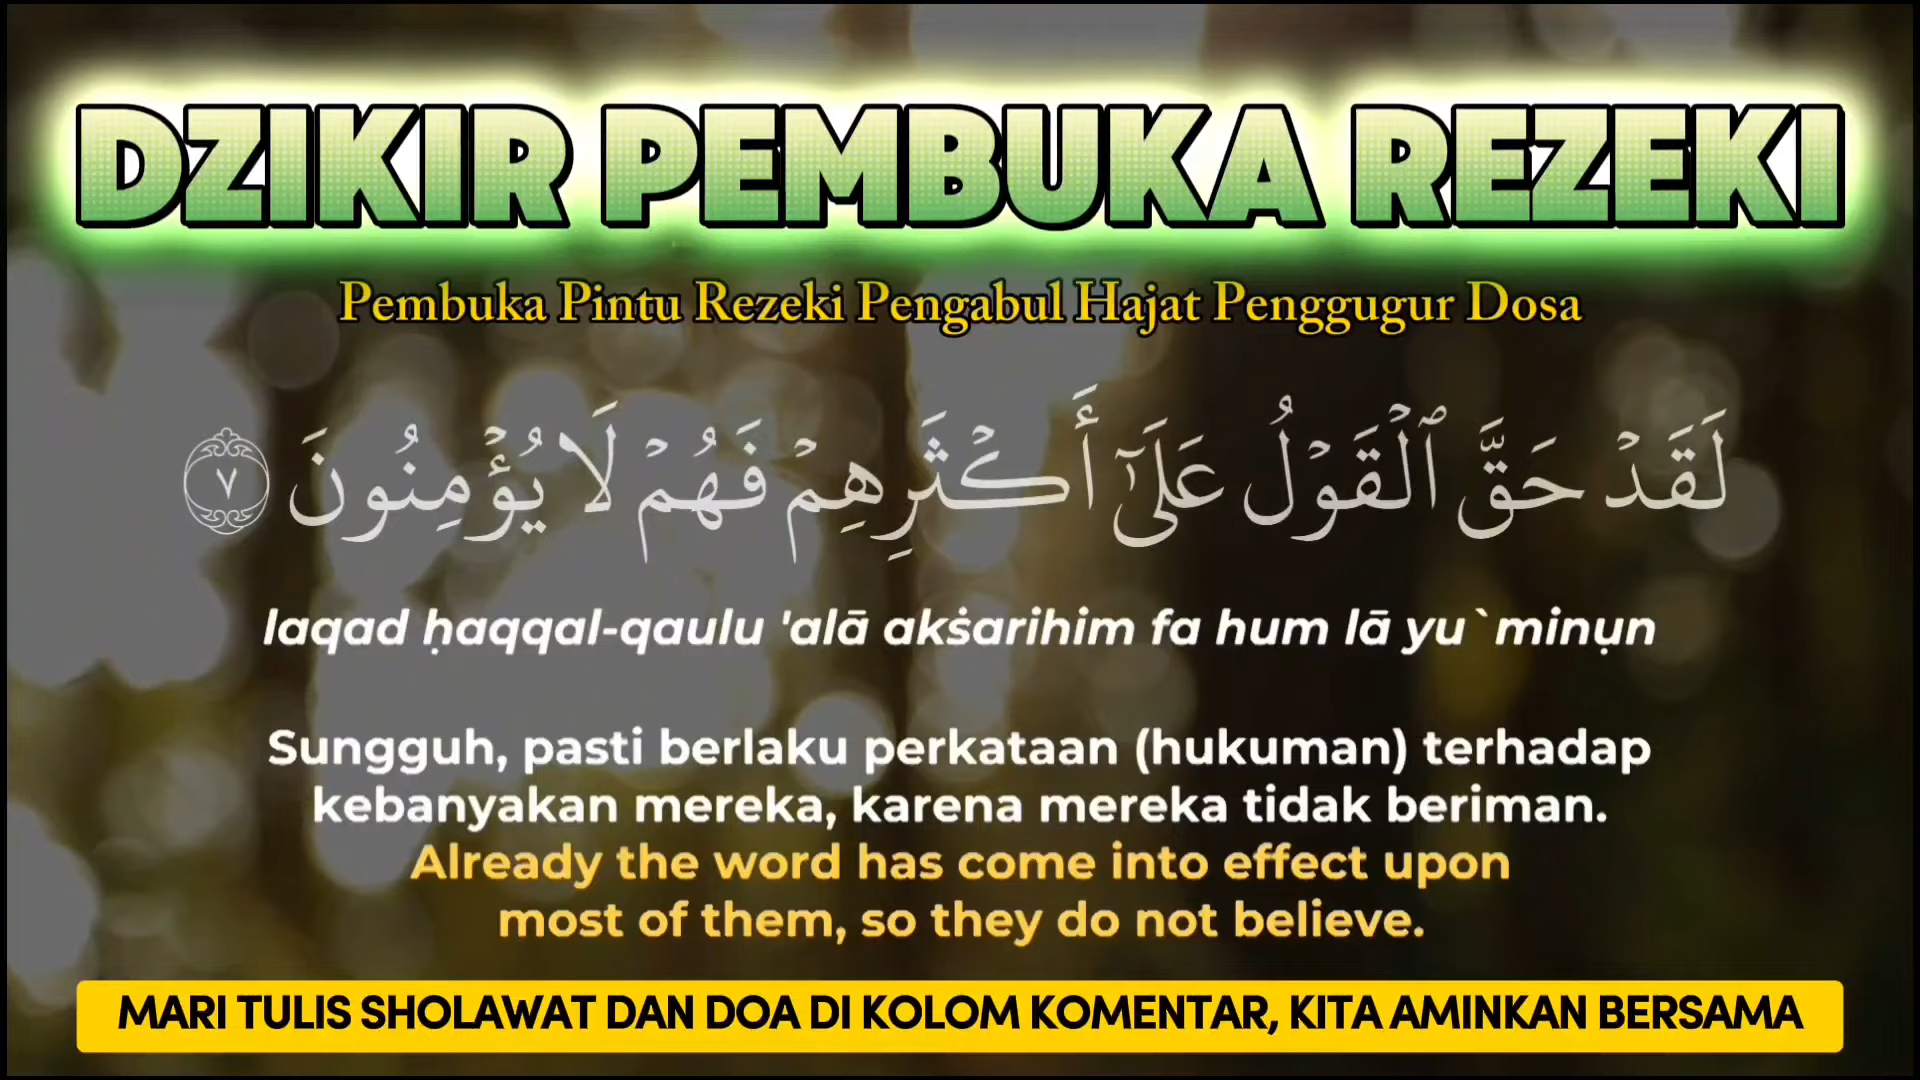 DZIKIR PEMBUKA REZEKI
Pembuka Pintu Rezeki Pengabul Hajat Penggugur Dosa
لَقَدْ حَقَّ ٱلْقَوْلُ عَلَىٰٓ أَكْثَرِهِمْ فَهُمْ لَا يُؤْمِنُونَ ٧
laqad ḥaqqal-qaulu 'alā akṡarihim fa hum lā yu`minụn
Sungguh, pasti berlaku perkataan (hukuman) terhadap
kebanyakan mereka, karena mereka tidak beriman.
Already the word has come into effect upon
most of them, so they do not believe.
MARI TULIS SHOLAWAT DAN DOA DI KOLOM KOMENTAR, KITA AMINKAN BERSAMA